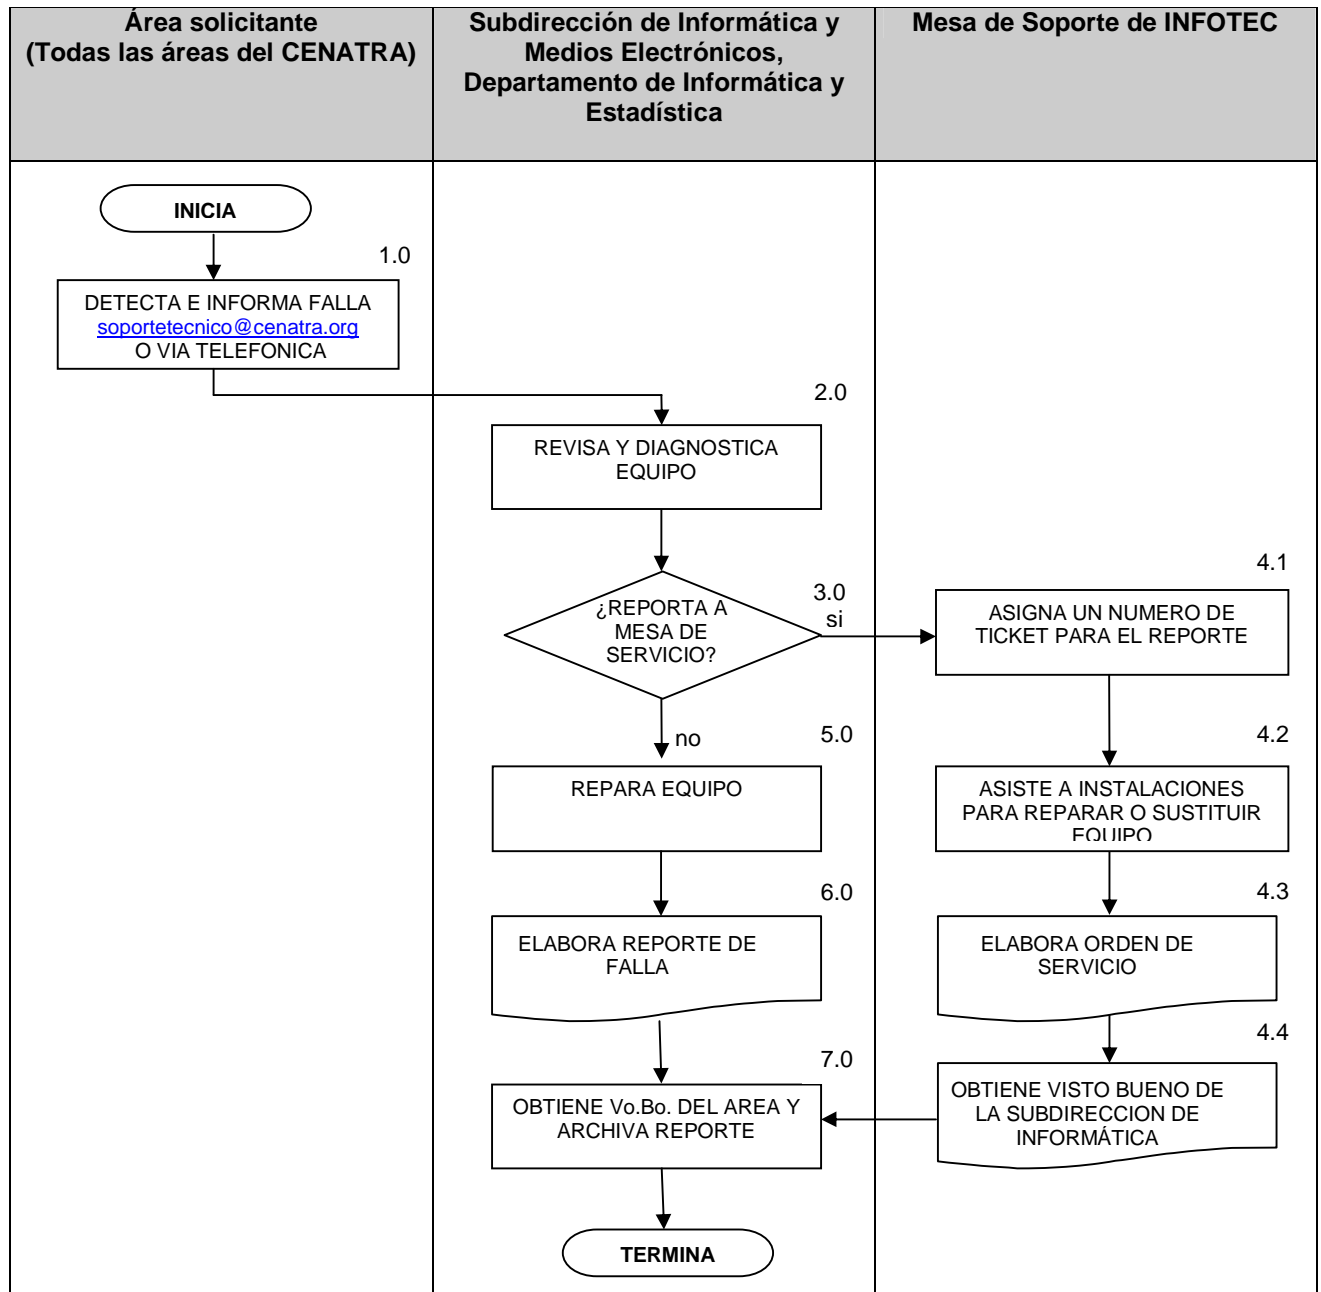 Área solicitante
(Todas las áreas del CENATRA)
Subdirección de Informática y
Medios Electrónicos,
Departamento de Informática y
Estadística
Mesa de Soporte de INFOTEC
INICIA
1.0
DETECTA E INFORMA FALLA
soportetecnico@cenatra.org
O VIA TELEFONICA
2.0
REVISA Y DIAGNOSTICA
EQUIPO
3.0
¿REPORTA A
MESA DE
SERVICIO?
si
4.1
ASIGNA UN NUMERO DE
TICKET PARA EL REPORTE
no
5.0
REPARA EQUIPO
4.2
ASISTE A INSTALACIONES
PARA REPARAR O SUSTITUIR
EQUIPO
6.0
ELABORA REPORTE DE
FALLA
4.3
ELABORA ORDEN DE
SERVICIO
7.0
OBTIENE Vo.Bo. DEL AREA Y
ARCHIVA REPORTE
4.4
OBTIENE VISTO BUENO DE
LA SUBDIRECCION DE
INFORMÁTICA
TERMINA